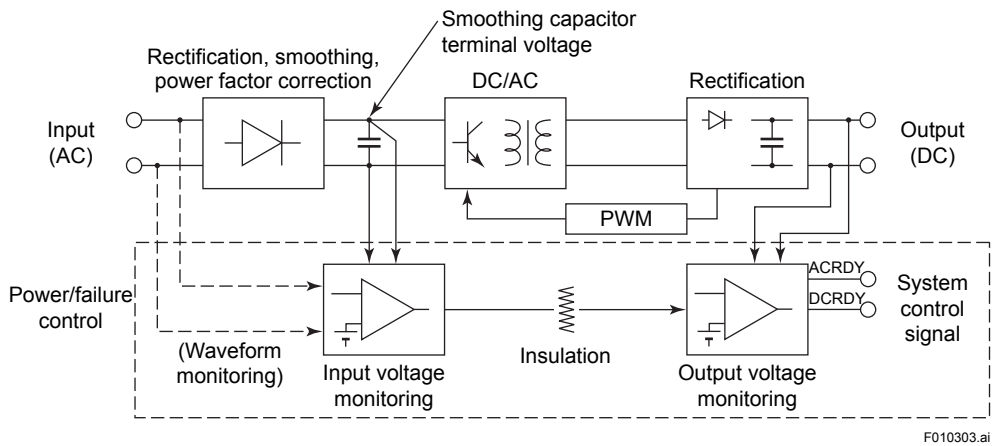 Smoothing capacitor
terminal voltage
Rectification, smoothing,
power factor correction
DC/AC
Rectification
Input
(AC)
Output
(DC)
PWM
Power/failure
control
ACRDY
DCRDY
System
control
signal
(Waveform
monitoring)
Input voltage
monitoring
Insulation
Output voltage
monitoring
F010303.ai